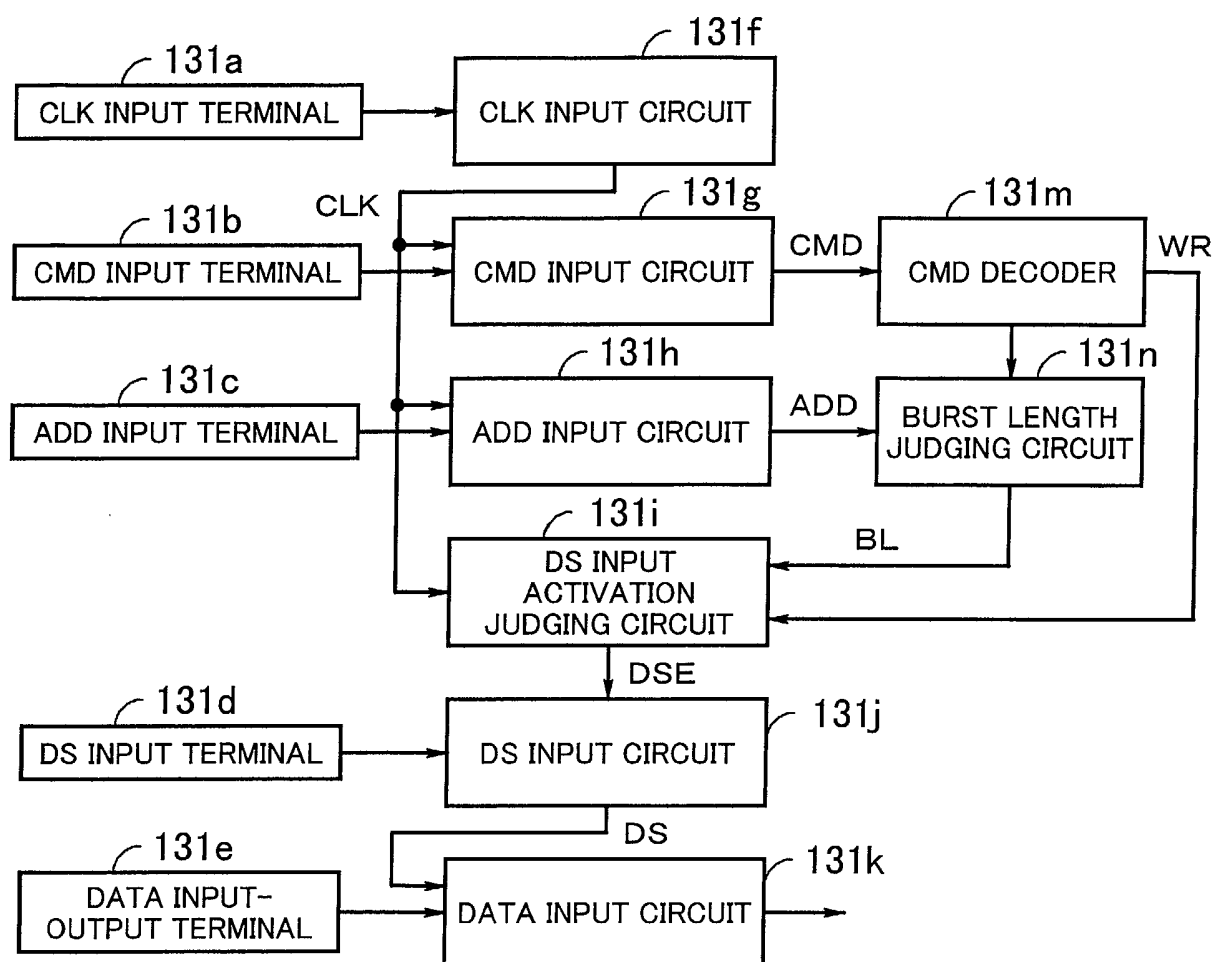 131f
131a
CLK INPUT TERMINAL
CLK INPUT CIRCUIT
131g
131m
CLK
131b
CMD
WR
CMD INPUT TERMINAL
CMD INPUT CIRCUIT
CMD DECODER
131h
131n
131c
ADD
ADD INPUT TERMINAL
ADD INPUT CIRCUIT
BURST LENGTH
JUDGING CIRCUIT
131i
BL
DS INPUT
ACTIVATION
JUDGING CIRCUIT
DSE
131d
131j
DS INPUT TERMINAL
DS INPUT CIRCUIT
DS
131e
131k
DATA INPUT-
OUTPUT TERMINAL
DATA INPUT CIRCUIT